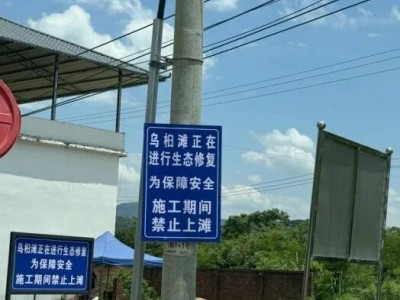 乌桕滩正在
进行生态修复
为保障安全
施工期间
禁止上滩
乌桕滩正在进行生态修复
为保障安全
施工期间禁止上滩